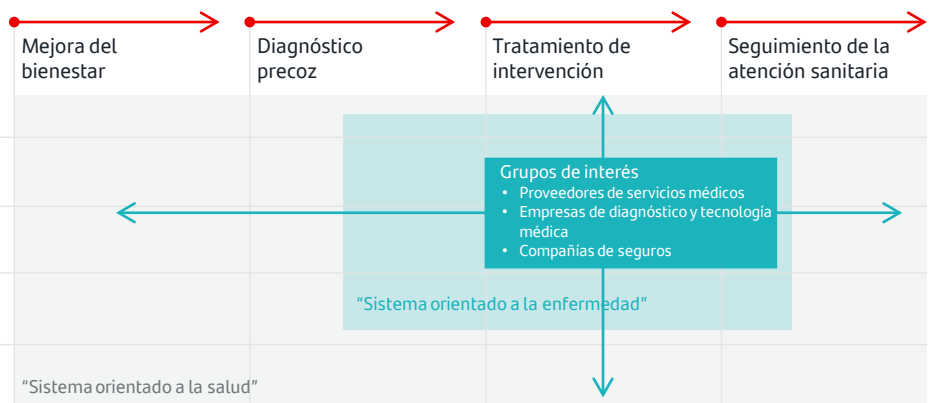 Mejora del
bienestar
Diagnóstico
precoz
Tratamiento de
intervención
Seguimiento de la
atención sanitaria
Grupos de interés
• Proveedores de servicios médicos
• Empresas de diagnóstico y tecnología
médica
• Compañías de seguros
“Sistema orientado a la enfermedad”
“Sistema orientado a la salud”